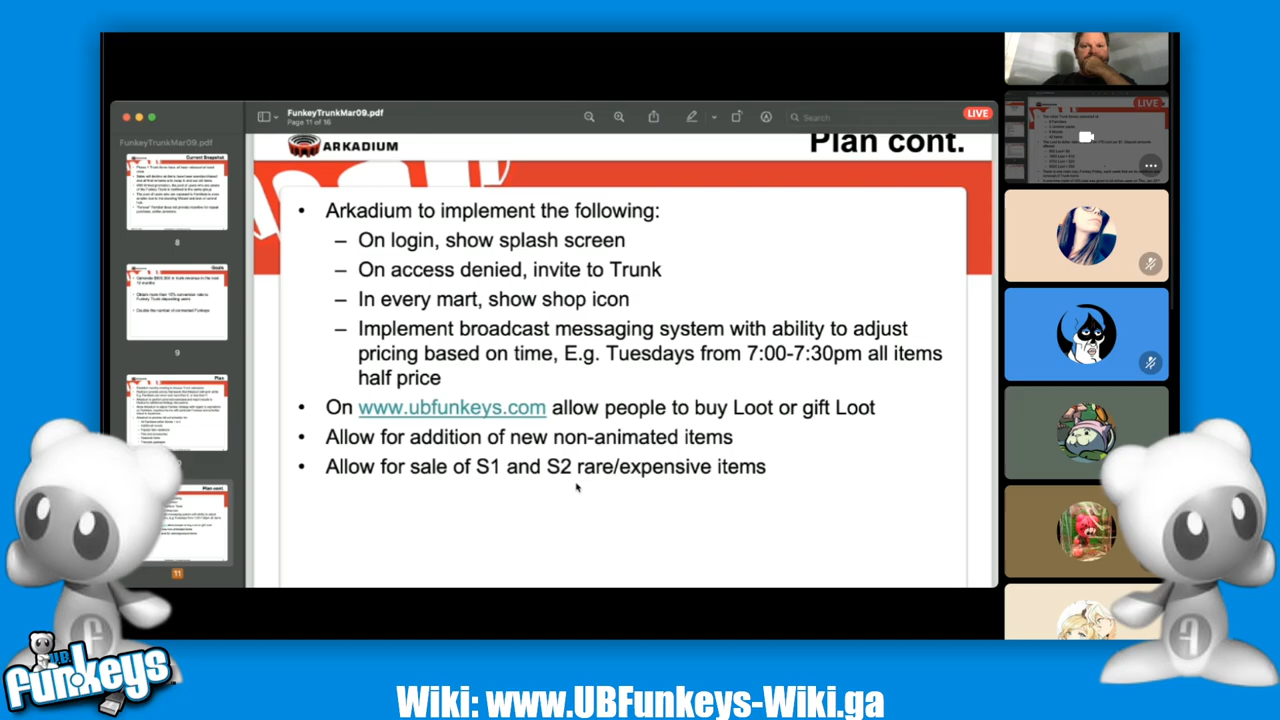 FunkeyTrunkMar09.pdf
Page 11 of 16
Search
LIVE
LIVE
FunkeyTrunkMar09.pdf
ARKADIUM
Plan cont.
Current Snapshot
8
Goals
9
Plan
Plan cont.
11
• Arkadium to implement the following:
– On login, show splash screen
– On access denied, invite to Trunk
– In every mart, show shop icon
– Implement broadcast messaging system with ability to adjust
pricing based on time, E.g. Tuesdays from 7:00-7:30pm all items
half price
• On www.ubfunkeys.com allow people to buy Loot or gift Loot
• Allow for addition of new non-animated items
• Allow for sale of S1 and S2 rare/expensive items
U.B.
funkeys
Wiki: www.UBFunkeys-Wiki.ga